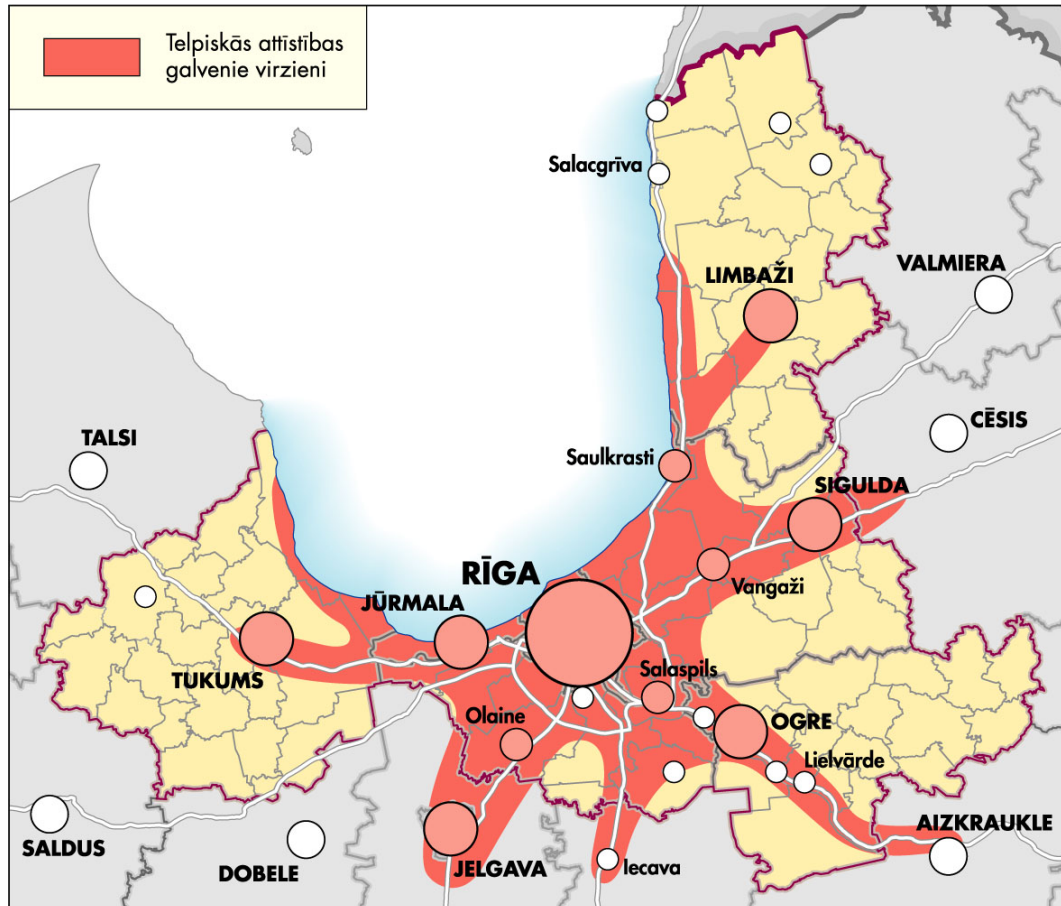 Telpiskās attīstības
galvenie virzieni
Salacgrīva
LIMBAŽI
VALMIERA
TALSI
CĒSIS
Saulkrasti
SIGULDA
RĪGA
Vangaži
JŪRMALA
TUKUMS
Salaspils
Olaine
OGRE
Lielvārde
SALDUS
DOBELE
JELGAVA
Iecava
AIZKRAUKLE